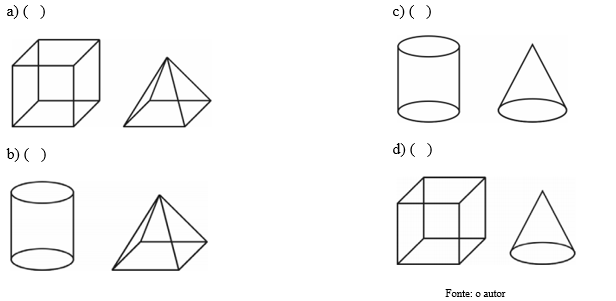 a) (   )
b) (   )
c) (   )
d) (   )
Fonte: o autor